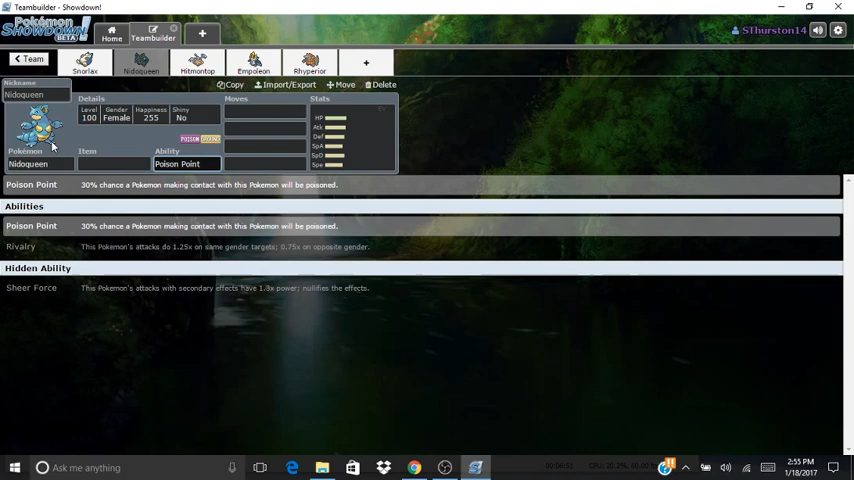 Teambuilder - Showdown!
Pokémon
SHOWDOWN!
BETA
Home
Teambuilder
+
SThurston14
< Team
Snorlax
Nidoqueen
Hitmontop
Empoleon
Rhyperior
+
Copy
Import/Export
Move
Delete
Nickname
Nidoqueen
Details
Moves
Stats
Level
Gender
Happiness
Shiny
100
Female
255
No
EV
HP
Atk
Def
SpA
SpD
Spe
POISON
GROUND
Pokémon
Item
Ability
Nidoqueen
Poison Point
Poison Point 30% chance a Pokemon making contact with this Pokemon will be poisoned.
Abilities
Poison Point 30% chance a Pokemon making contact with this Pokemon will be poisoned.
Rivalry This Pokemon's attacks do 1.25x on same gender targets; 0.75x on opposite gender.
Hidden Ability
Sheer Force This Pokemon's attacks with secondary effects have 1.3x power; nullifies the effects.
Ask me anything
2:55 PM
1/18/2017